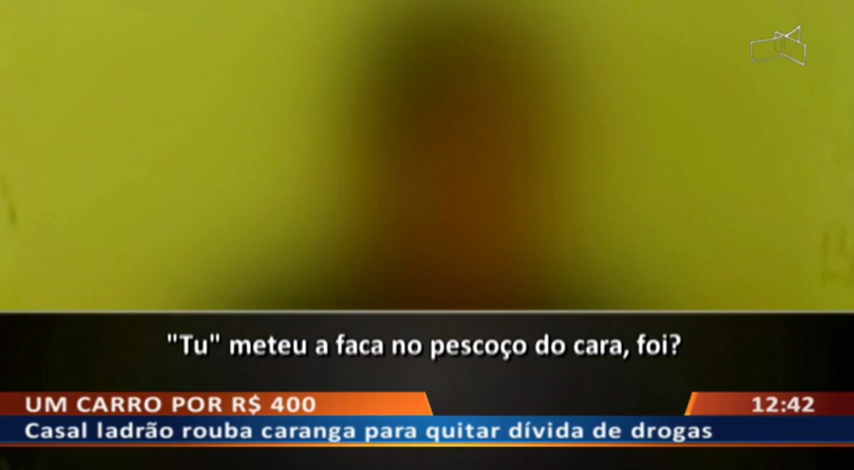 "Tu" meteu a faca no pescoço do cara, foi?
UM CARRO POR R$ 400
12:42
Casal ladrão rouba caranga para quitar dívida de drogas